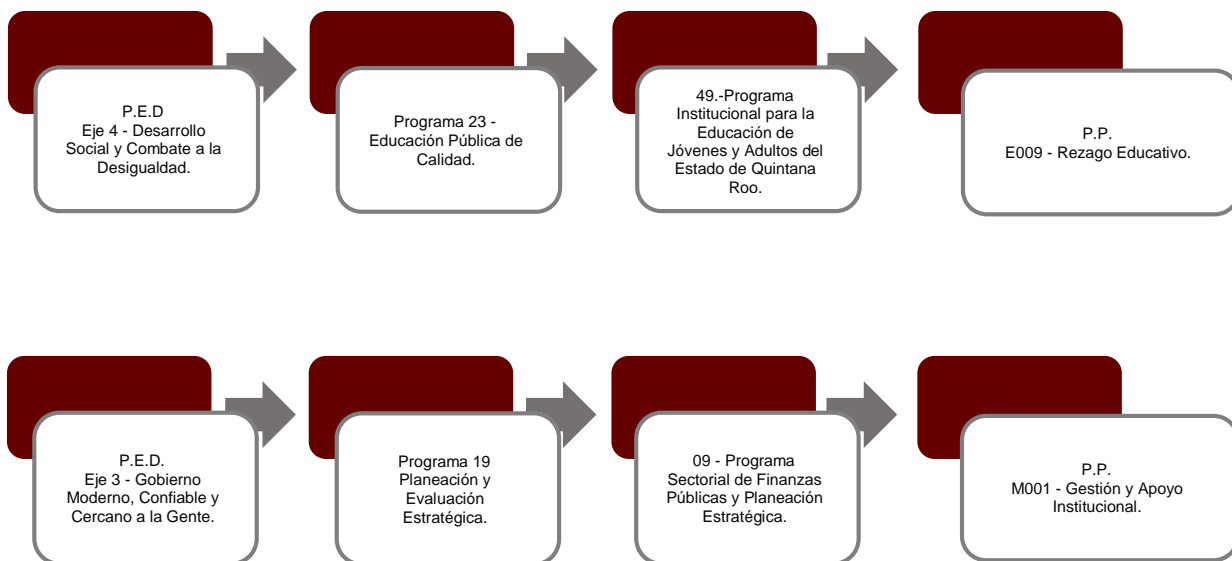 P.E.D
Eje 4 - Desarrollo
Social y Combate a la
Desigualdad.
Programa 23 -
Educación Pública de
Calidad.
49.-Programa
Institucional para la
Educación de
Jóvenes y Adultos del
Estado de Quintana
Roo.
P.P.
E009 - Rezago Educativo.
P.E.D.
Eje 3 - Gobierno
Moderno, Confiable y
Cercano a la Gente.
Programa 19
Planeación y
Evaluación
Estratégica.
09 - Programa
Sectorial de Finanzas
Públicas y Planeación
Estratégica.
P.P.
M001 - Gestión y Apoyo
Institucional.